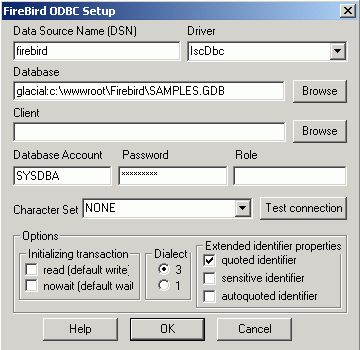 FireBird ODBC Setup
Data Source Name (DSN) Driver
firebird IscDbc
Database
glacial:c:\wwwroot\Firebird\SAMPLES.GDB Browse
Client
Browse
Database Account Password Role
SYSDBA *********
Character Set NONE Test connection
Options
Initializing transaction Dialect Extended identifier properties
read (default write) 3 quoted identifier
nowait (default wait 1 sensitive identifier
autoquoted identifier
Help OK Cancel